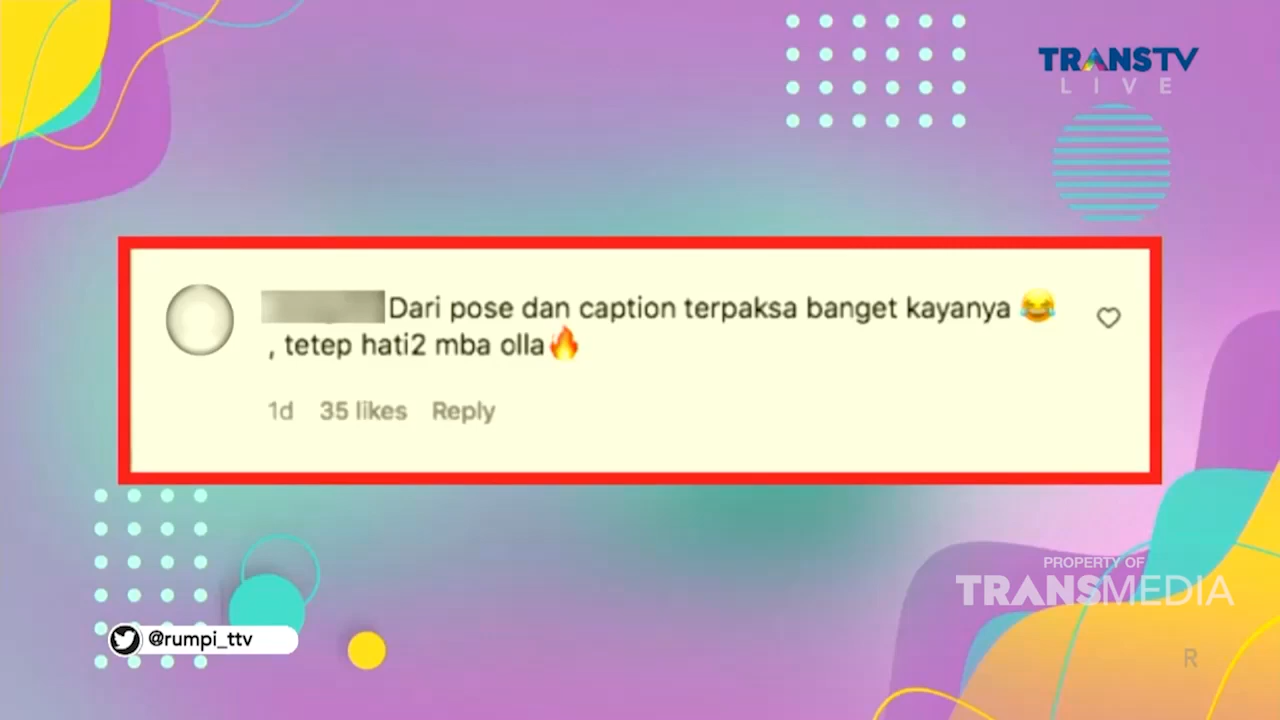 TRANSTV
LIVE
Dari pose dan caption terpaksa banget kayanya 😂
, tetep hati2 mba olla🔥
1d 35 likes Reply
PROPERTY OF
TRANSMEDIA
@rumpi_ttv
R